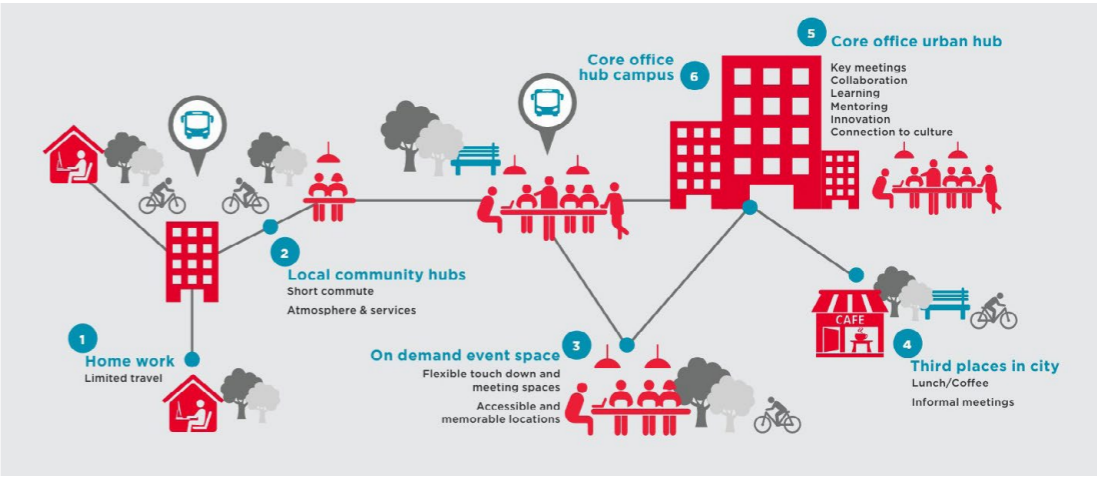 1
Home work
Limited travel
2
Local community hubs
Short commute
Atmosphere & services
3
On demand event space
Flexible touch down and
meeting spaces
Accessible and
memorable locations
CAFE
4
Third places in city
Lunch/Coffee
Informal meetings
5
Core office urban hub
Key meetings
Collaboration
Learning
Mentoring
Innovation
Connection to culture
Core office
hub campus
6